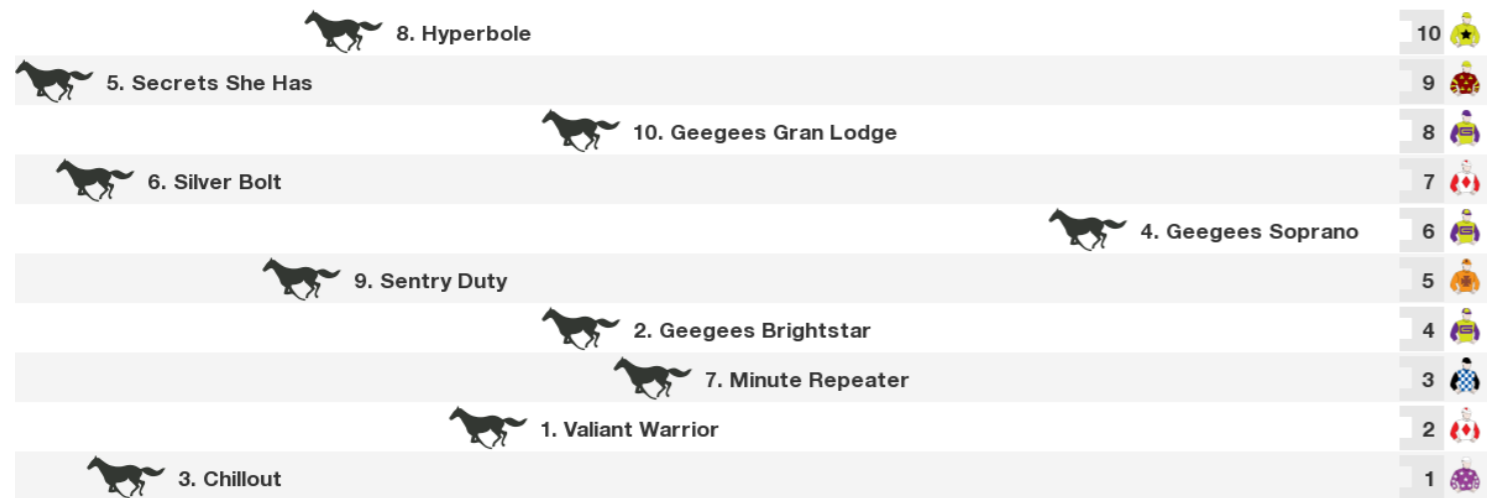 8. Hyperbole 10
5. Secrets She Has 9
10. Geegees Gran Lodge 8
6. Silver Bolt 7
4. Geegees Soprano 6
9. Sentry Duty 5
2. Geegees Brightstar 4
7. Minute Repeater 3
1. Valiant Warrior 2
3. Chillout 1